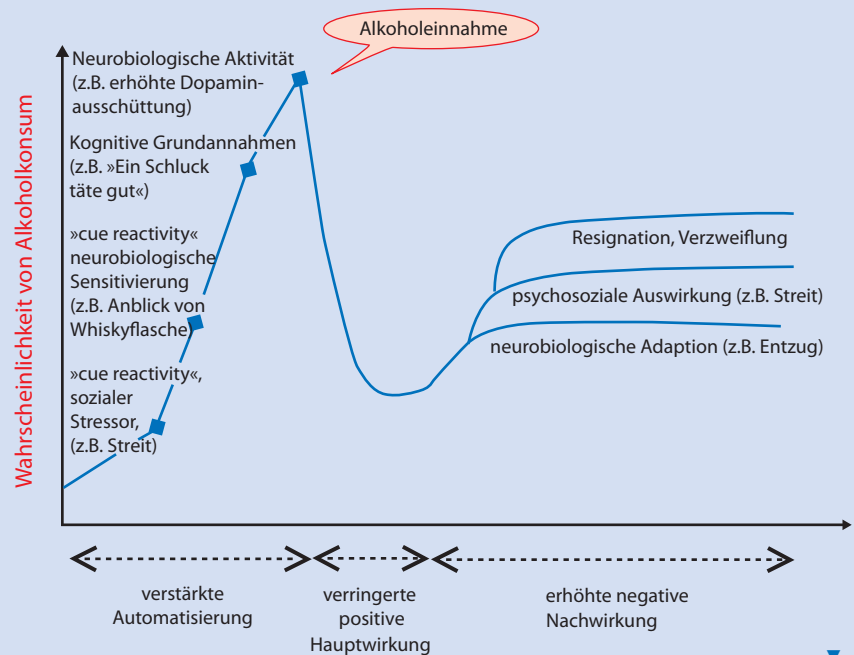 Alkoholeinnahme
Wahrscheinlichkeit von Alkoholkonsum
Neurobiologische Aktivität
(z.B. erhöhte Dopamin-
ausschüttung)
Kognitive Grundannahmen
(z.B. »Ein Schluck
täte gut«)
»cue reactivity«
neurobiologische
Sensitivierung
(z.B. Anblick von
Whiskyflasche)
»cue reactivity«,
sozialer
Stressor,
(z.B. Streit)
Resignation, Verzweiflung
psychosoziale Auswirkung (z.B. Streit)
neurobiologische Adaption (z.B. Entzug)
verstärkte
Automatisierung
verringerte
positive
Hauptwirkung
erhöhte negative
Nachwirkung